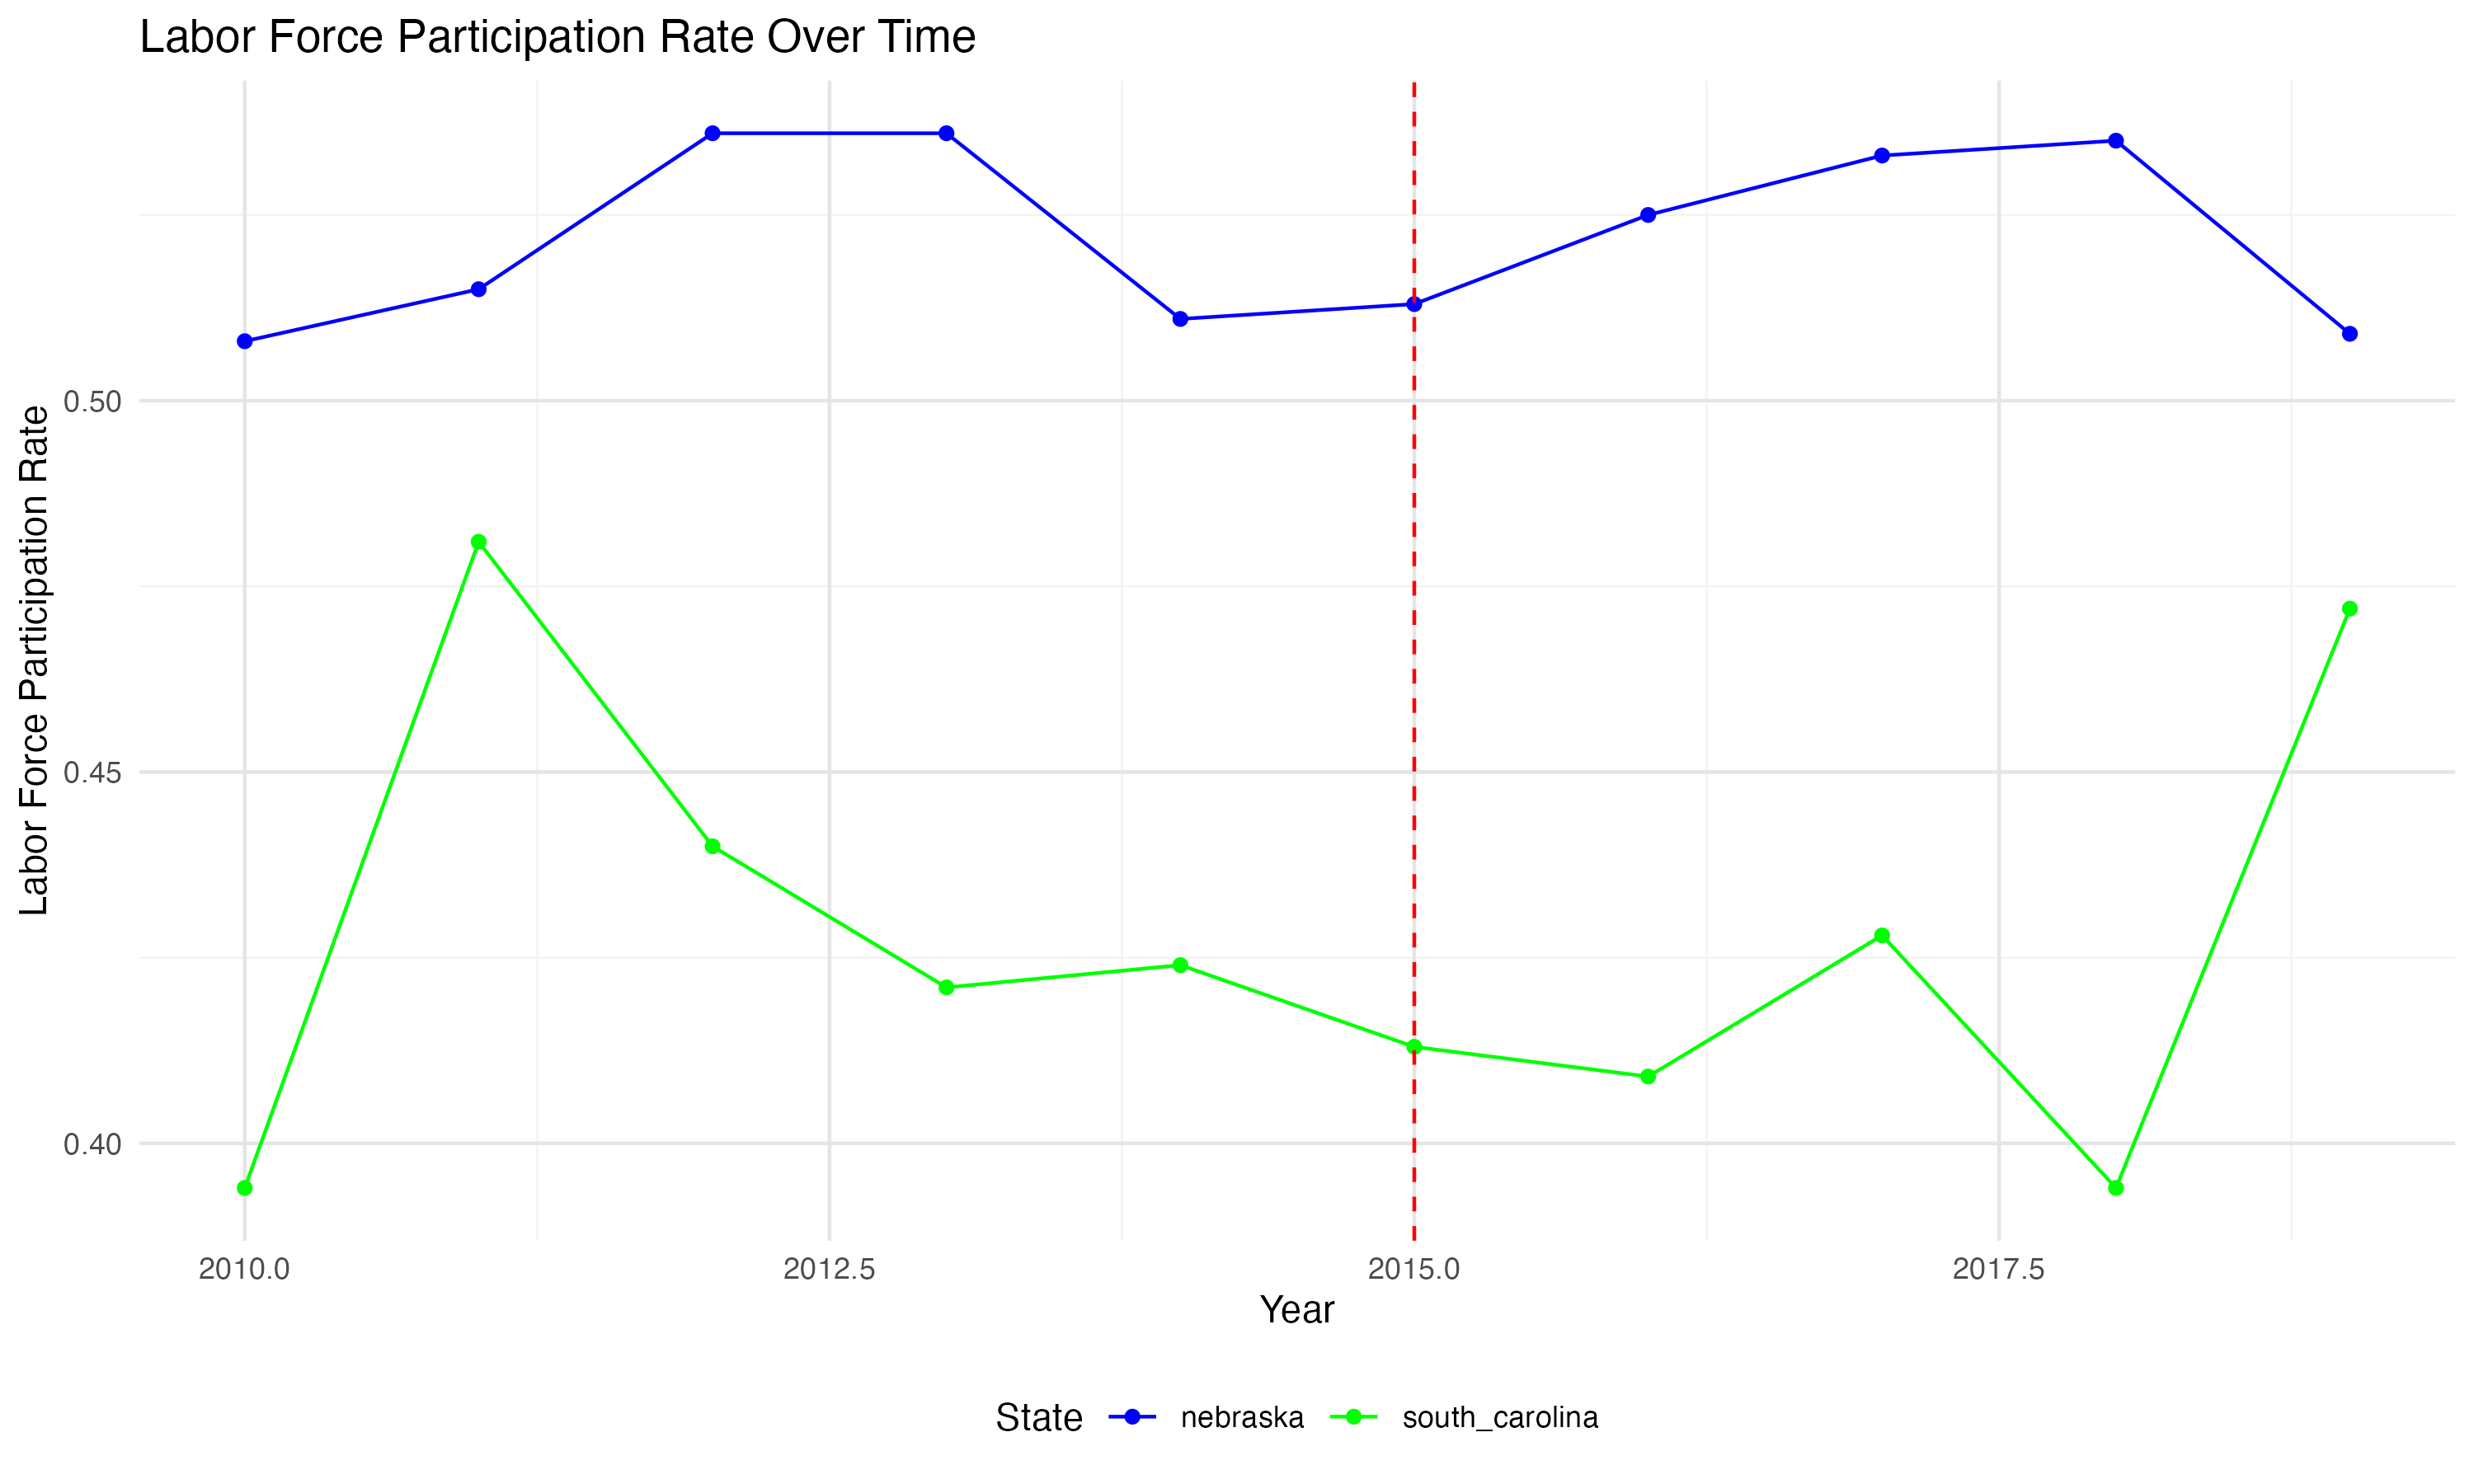 Labor Force Participation Rate Over Time
Labor Force Participation Rate
0.50
0.45
0.40
2010.0 2012.5 2015.0 2017.5
Year
State nebraska south_carolina